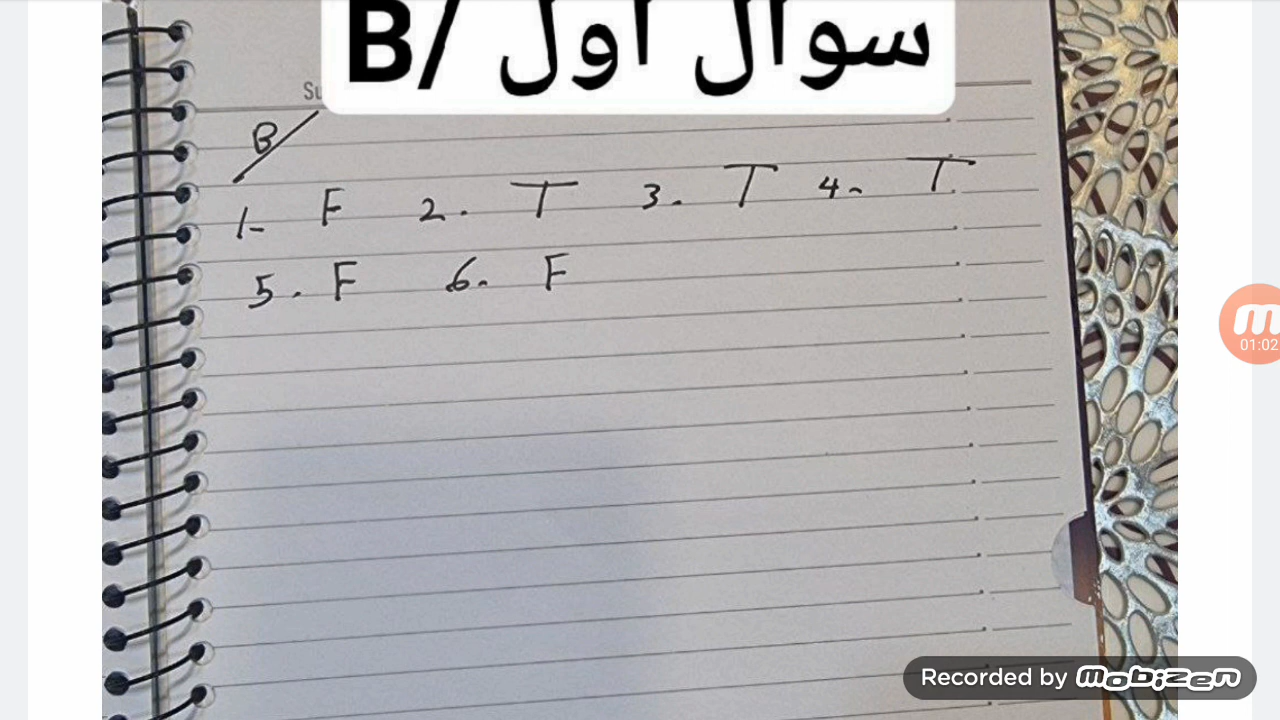 سوال اول /B
B/
1- F 2. T 3. T 4. T
5. F 6. F
01:02
Recorded by mobizen